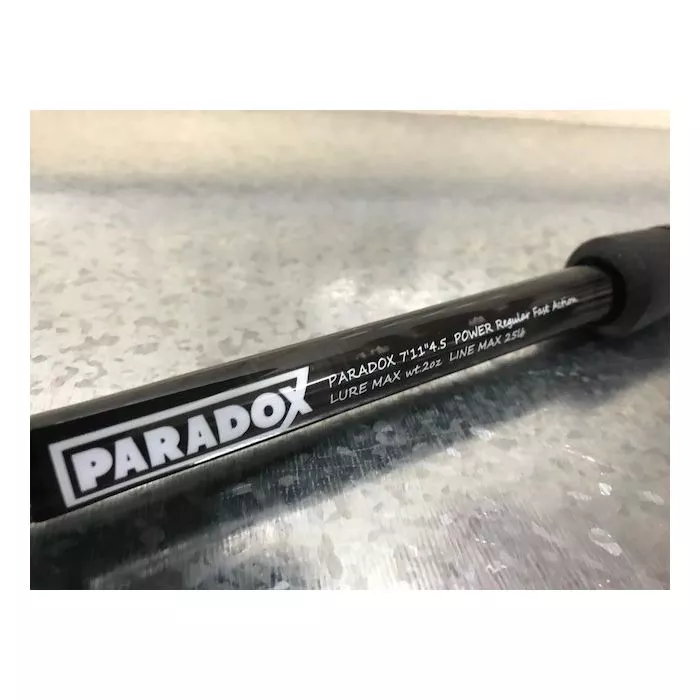 PARADOX
PARADOX 7'11"4.5 POWER Regular Fast Action
LURE MAX wt.2oz LINE MAX 25lb